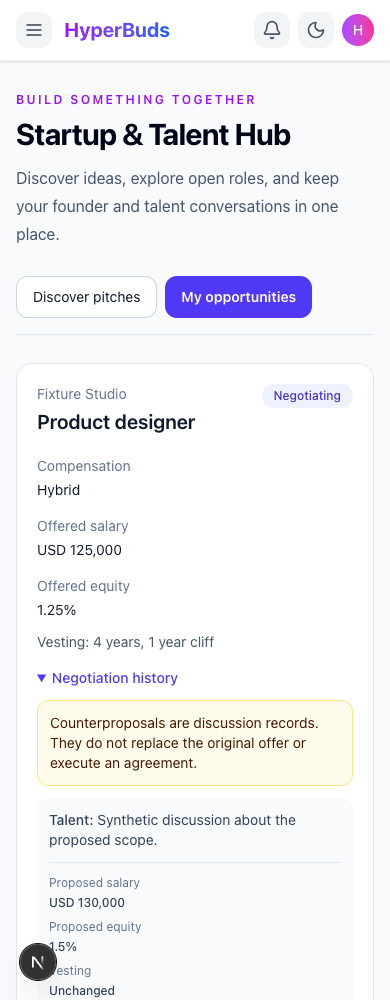 HyperBuds
H
BUILD SOMETHING TOGETHER
Startup & Talent Hub
Discover ideas, explore open roles, and keep
your founder and talent conversations in one
place.
Discover pitches
My opportunities
Fixture Studio
Negotiating
Product designer
Compensation
Hybrid
Offered salary
USD 125,000
Offered equity
1.25%
Vesting: 4 years, 1 year cliff
▼ Negotiation history
Counterproposals are discussion records.
They do not replace the original offer or
execute an agreement.
Talent: Synthetic discussion about the
proposed scope.
Proposed salary
USD 130,000
Proposed equity
1.5%
N
esting
Unchanged